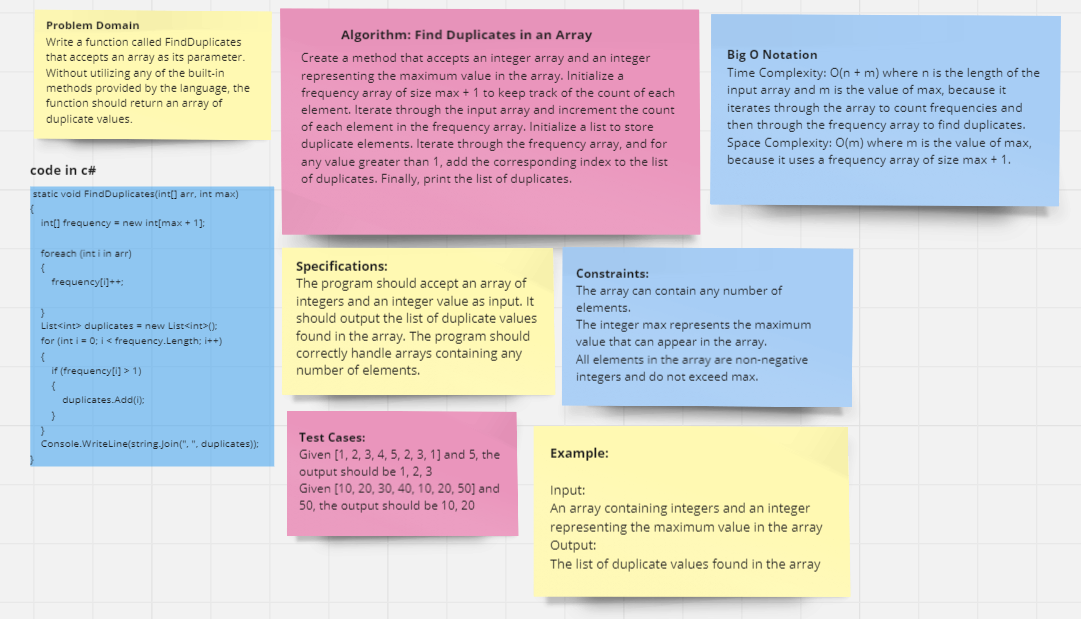 Problem Domain
Write a function called FindDuplicates
that accepts an array as its parameter.
Without utilizing any of the built-in
methods provided by the language, the
function should return an array of
duplicate values.
Algorithm: Find Duplicates in an Array
Create a method that accepts an integer array and an integer
representing the maximum value in the array. Initialize a
frequency array of size max + 1 to keep track of the count of each
element. Iterate through the input array and increment the count
of each element in the frequency array. Initialize a list to store
duplicate elements. Iterate through the frequency array, and for
any value greater than 1, add the corresponding index to the list
of duplicates. Finally, print the list of duplicates.
Big O Notation
Time Complexity: O(n + m) where n is the length of the
input array and m is the value of max, because it
iterates through the array to count frequencies and
then through the frequency array to find duplicates.
Space Complexity: O(m) where m is the value of max,
because it uses a frequency array of size max + 1.
code in c#
static void FindDuplicates(int[] arr, int max)
{
int[] frequency = new int[max + 1];
foreach (int i in arr)
{
frequency[i]++;
}
List<int> duplicates = new List<int>();
for (int i = 0; i < frequency.Length; i++)
{
if (frequency[i] > 1)
{
duplicates.Add(i);
}
}
Console.WriteLine(string.Join(", ", duplicates));
}
Specifications:
The program should accept an array of
integers and an integer value as input. It
should output the list of duplicate values
found in the array. The program should
correctly handle arrays containing any
number of elements.
Constraints:
The array can contain any number of
elements.
The integer max represents the maximum
value that can appear in the array.
All elements in the array are non-negative
integers and do not exceed max.
Test Cases:
Given [1, 2, 3, 4, 5, 2, 3, 1] and 5, the
output should be 1, 2, 3
Given [10, 20, 30, 40, 10, 20, 50] and
50, the output should be 10, 20
Example:
Input:
An array containing integers and an integer
representing the maximum value in the array
Output:
The list of duplicate values found in the array